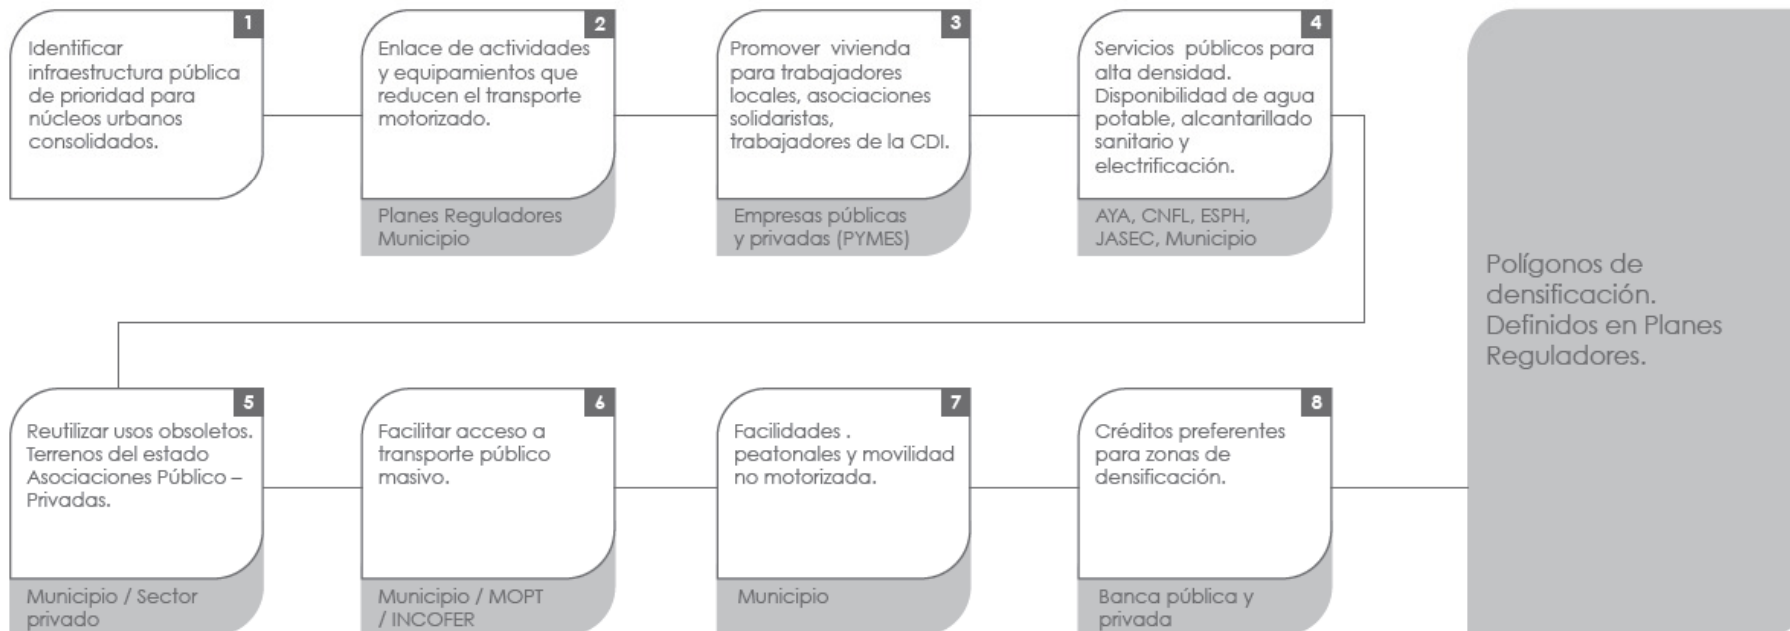 1
Identificar
infraestructura pública
de prioridad para
núcleos urbanos
consolidados.
2
Enlace de actividades
y equipamientos que
reducen el transporte
motorizado.
Planes Reguladores
Municipio
3
Promover vivienda
para trabajadores
locales, asociaciones
solidaristas,
trabajadores de la CDI.
Empresas públicas
y privadas (PYMES)
4
Servicios públicos para
alta densidad.
Disponibilidad de agua
potable, alcantarillado
sanitario y
electrificación.
AYA, CNFL, ESPH,
JASEC, Municipio
5
Reutilizar usos obsoletos.
Terrenos del estado
Asociaciones Público –
Privadas.
Municipio / Sector
privado
6
Facilitar acceso a
transporte público
masivo.
Municipio / MOPT
/ INCOFER
7
Facilidades .
peatonales y movilidad
no motorizada.
Municipio
8
Créditos preferentes
para zonas de
densificación.
Banca pública y
privada
Polígonos de
densificación.
Definidos en Planes
Reguladores.